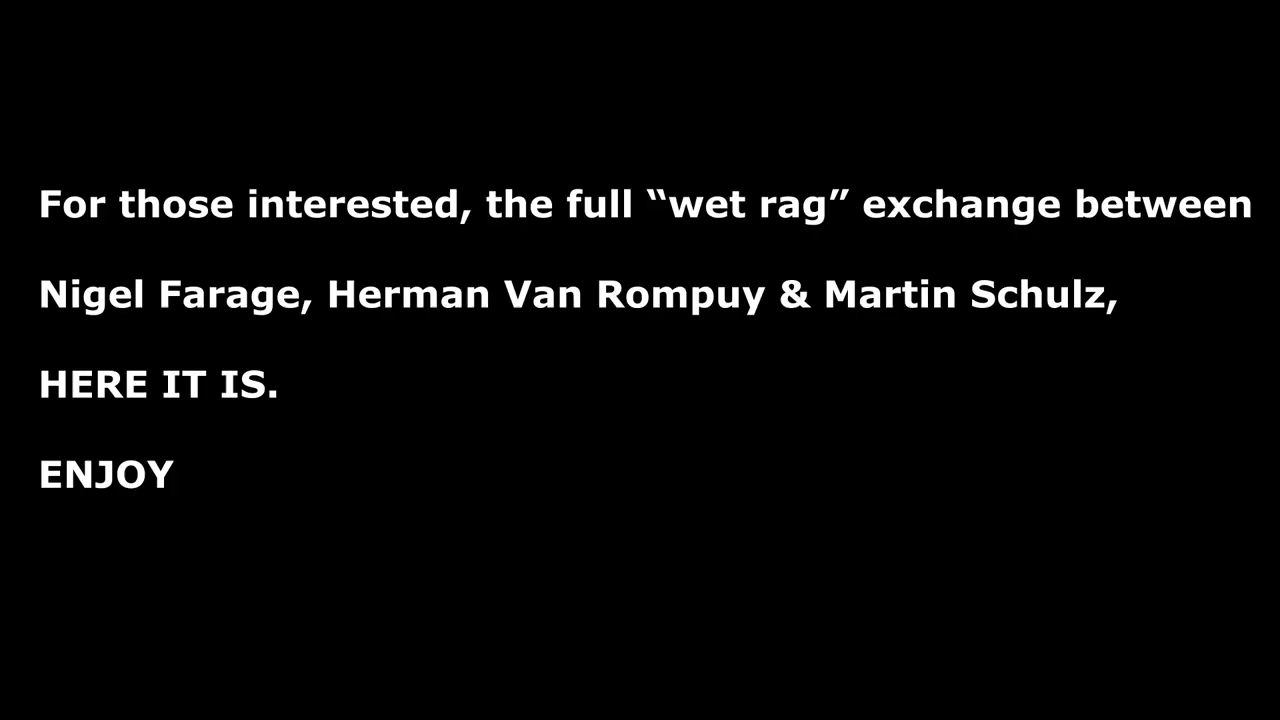 For those interested, the full “wet rag” exchange between
Nigel Farage, Herman Van Rompuy & Martin Schulz,
HERE IT IS.
ENJOY